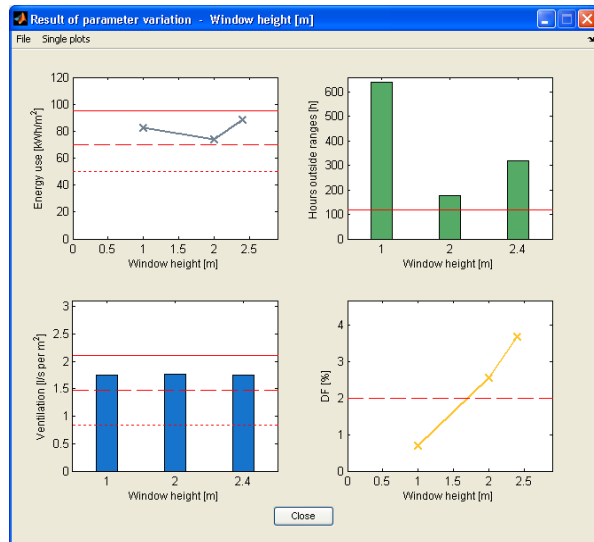 Result of parameter variation - Window height [m]
File Single plots
120
100
80
60
40
20
0
0 0.5 1 1.5 2 2.5
Energy use [kWh/m²]
Window height [m]
600
500
400
300
200
100
0
1 2 2.4
Hours outside ranges [h]
Window height [m]
3
2.5
2
1.5
1
0.5
0
1 2 2.4
Ventilation [l/s per m²]
Window height [m]
4
3
2
1
0
0 0.5 1 1.5 2 2.5
DF [%]
Window height [m]
Close